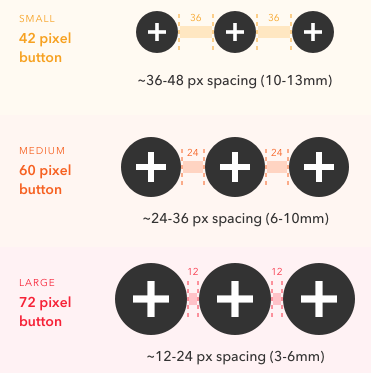 SMALL
42 pixel
button
36
36
~36-48 px spacing (10-13mm)
MEDIUM
60 pixel
button
24
24
~24-36 px spacing (6-10mm)
LARGE
72 pixel
button
12
12
~12-24 px spacing (3-6mm)